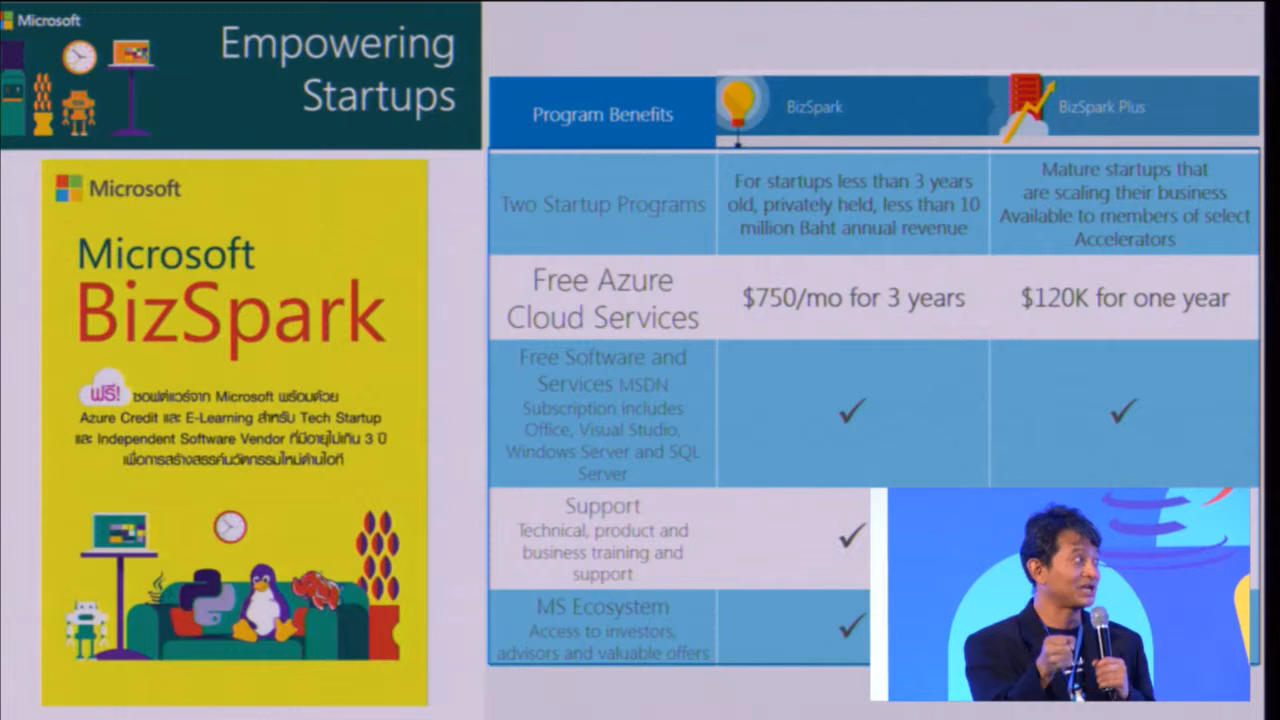 Microsoft
Empowering
Startups
Microsoft
Microsoft
BizSpark
ฟรี! ซอฟต์แวร์จาก Microsoft พร้อมด้วย
Azure Credit และ E-Learning สำหรับ Tech Startup
และ Independent Software Vendor ที่มีอายุไม่เกิน 3 ปี
เพื่อการสร้างสรรค์นวัตกรรมใหม่ด้านไอที
Program Benefits
BizSpark
BizSpark Plus
Two Startup Programs
For startups less than 3 years
old, privately held, less than 10
million Baht annual revenue
Mature startups that
are scaling their business
Available to members of select
Accelerators
Free Azure
Cloud Services
$750/mo for 3 years
$120K for one year
Free Software and
Services MSDN
Subscription includes
Office, Visual Studio,
Windows Server and SQL
Server
Support
Technical, product and
business training and
support
MS Ecosystem
Access to investors,
advisors and valuable offers